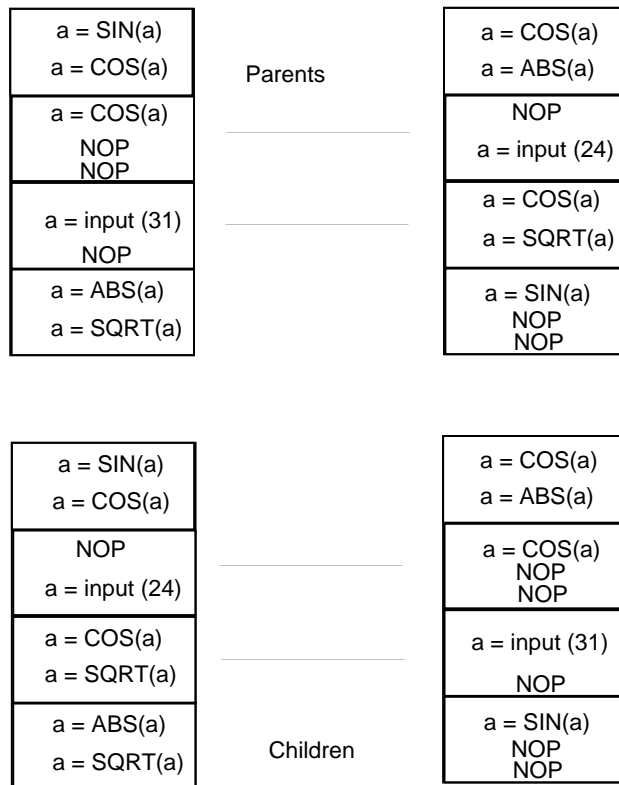 a = SIN(a)
a = COS(a)
a = COS(a)
NOP
NOP
a = input (31)
NOP
a = ABS(a)
a = SQRT(a)
Parents
a = COS(a)
a = ABS(a)
NOP
a = input (24)
a = COS(a)
a = SQRT(a)
a = SIN(a)
NOP
NOP
a = SIN(a)
a = COS(a)
NOP
a = input (24)
a = COS(a)
a = SQRT(a)
a = ABS(a)
a = SQRT(a)
Children
a = COS(a)
a = ABS(a)
a = COS(a)
NOP
NOP
a = input (31)
NOP
a = SIN(a)
NOP
NOP